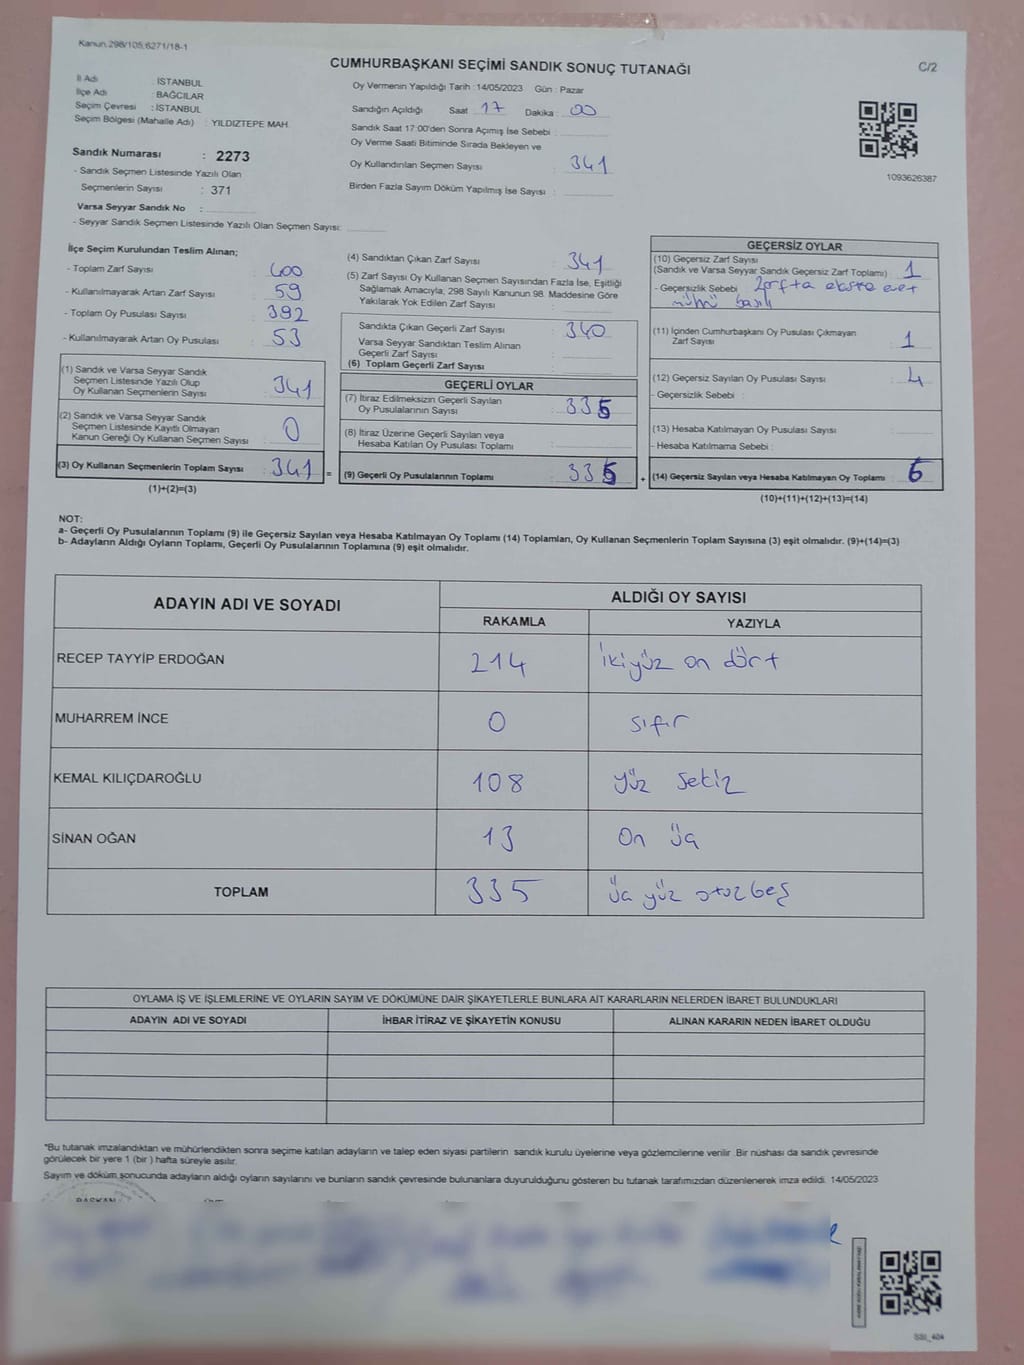 Kanun.298/105;6271/18-1
CUMHURBAŞKANI SEÇİMİ SANDIK SONUÇ TUTANAĞI
C/2
İl Adı : İSTANBUL
İlçe Adı : BAĞCILAR
Seçim Çevresi : İSTANBUL
Seçim Bölgesi (Mahalle Adı) : YILDIZTEPE MAH.
Sandık Numarası : 2273
- Sandık Seçmen Listesinde Yazılı Olan
Seçmenlerin Sayısı : 371
Varsa Seyyar Sandık No :
- Seyyar Sandık Seçmen Listesinde Yazılı Olan Seçmen Sayısı:
Oy Vermenin Yapıldığı Tarih : 14/05/2023 Gün : Pazar
Sandığın Açıldığı Saat 17 Dakika : 00
Sandık Saat 17:00'den Sonra Açımış İse Sebebi :
Oy Verme Saati Bitiminde Sırada Bekleyen ve
Oy Kullandırılan Seçmen Sayısı : 341
Birden Fazla Sayım Döküm Yapılmış İse Sayısı :
1093626387
İlçe Seçim Kurulundan Teslim Alınan;
- Toplam Zarf Sayısı : 400
- Kullanılmayarak Artan Zarf Sayısı : 59
- Toplam Oy Pusulası Sayısı : 392
- Kullanılmayarak Artan Oy Pusulası : 53
(1) Sandık ve Varsa Seyyar Sandık
Seçmen Listesinde Yazılı Olup
Oy Kullanan Seçmenlerin Sayısı : 341
(2) Sandık ve Varsa Seyyar Sandık
Seçmen Listesinde Kayıtlı Olmayan
Kanun Gereği Oy Kullanan Seçmen Sayısı : 0
(3) Oy Kullanan Seçmenlerin Toplam Sayısı : 341 =
(1)+(2)=(3)
(4) Sandıktan Çıkan Zarf Sayısı : 341
(5) Zarf Sayısı Oy Kullanan Seçmen Sayısından Fazla İse, Eşitliği
Sağlamak Amacıyla, 298 Sayılı Kanunun 98. Maddesine Göre
Yakılarak Yok Edilen Zarf Sayısı :
Sandıkta Çıkan Geçerli Zarf Sayısı : 340
Varsa Seyyar Sandıktan Teslim Alınan
Geçerli Zarf Sayısı :
(6) Toplam Geçerli Zarf Sayısı :
GEÇERLİ OYLAR
(7) İtiraz Edilmeksizin Geçerli Sayılan
Oy Pusulalarının Sayısı : 335
(8) İtiraz Üzerine Geçerli Sayılan veya
Hesaba Katılan Oy Pusulası Toplamı :
(9) Geçerli Oy Pusulalarının Toplamı : 335 +
GEÇERSİZ OYLAR
(10) Geçersiz Zarf Sayısı
(Sandık ve Varsa Seyyar Sandık Geçersiz Zarf Toplamı) : 1
- Geçersizlik Sebebi : Zarfta ekstra evet
mührü basılı
(11) İçinden Cumhurbaşkanı Oy Pusulası Çıkmayan
Zarf Sayısı : 1
(12) Geçersiz Sayılan Oy Pusulası Sayısı : 4
- Geçersizlik Sebebi :
(13) Hesaba Katılmayan Oy Pusulası Sayısı :
- Hesaba Katılmama Sebebi :
(14) Geçersiz Sayılan veya Hesaba Katılmayan Oy Toplamı : 6
(10)+(11)+(12)+(13)=(14)
NOT:
a- Geçerli Oy Pusulalarının Toplamı (9) ile Geçersiz Sayılan veya Hesaba Katılmayan Oy Toplamı (14) Toplamları, Oy Kullanan Seçmenlerin Toplam Sayısına (3) eşit olmalıdır. (9)+(14)=(3)
b- Adayların Aldığı Oyların Toplamı, Geçerli Oy Pusulalarının Toplamına (9) eşit olmalıdır.
ADAYIN ADI VE SOYADI
ALDIĞI OY SAYISI
RAKAMLA YAZIYLA
RECEP TAYYİP ERDOĞAN 214 ikiyüz on dört
MUHARREM İNCE 0 sıfır
KEMAL KILIÇDAROĞLU 108 yüz sekiz
SİNAN OĞAN 13 On üç
TOPLAM 335 üç yüz otuz beş
OYLAMA İŞ VE İŞLEMLERİNE VE OYLARIN SAYIM VE DÖKÜMÜNE DAİR ŞİKAYETLERLE BUNLARA AİT KARARLARIN NELERDEN İBARET BULUNDUKLARI
ADAYIN ADI VE SOYADI İHBAR İTİRAZ VE ŞİKAYETİN KONUSU ALINAN KARARIN NEDEN İBARET OLDUĞU
*Bu tutanak imzalandıktan ve mühürlendikten sonra seçime katılan adayların ve talep eden siyasi partilerin sandık kurulu üyelerine veya gözlemcilerine verilir. Bir nüshası da sandık çevresinde
görülecek bir yere 1 (bir ) hafta süreyle asılır.
Sayım ve döküm sonucunda adayların aldığı oyların sayılarını ve bunların sandık çevresinde bulunanlara duyurulduğunu gösteren bu tutanak tarafımızdan düzenlenerek imza edildi. 14/05/2023
BAŞKAN
SSI_404